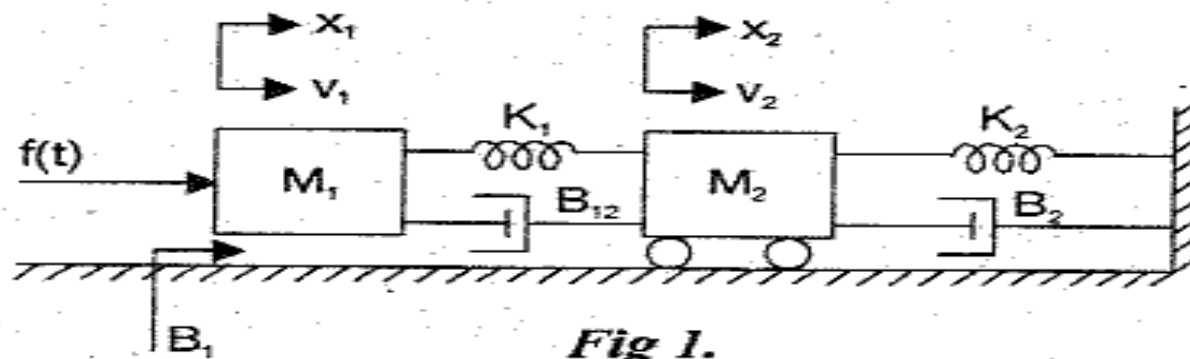 x₁ x₂
v₁ v₂
K₁ K₂
f(t) M₁ M₂
B₁₂ B₂
B₁
Fig 1.